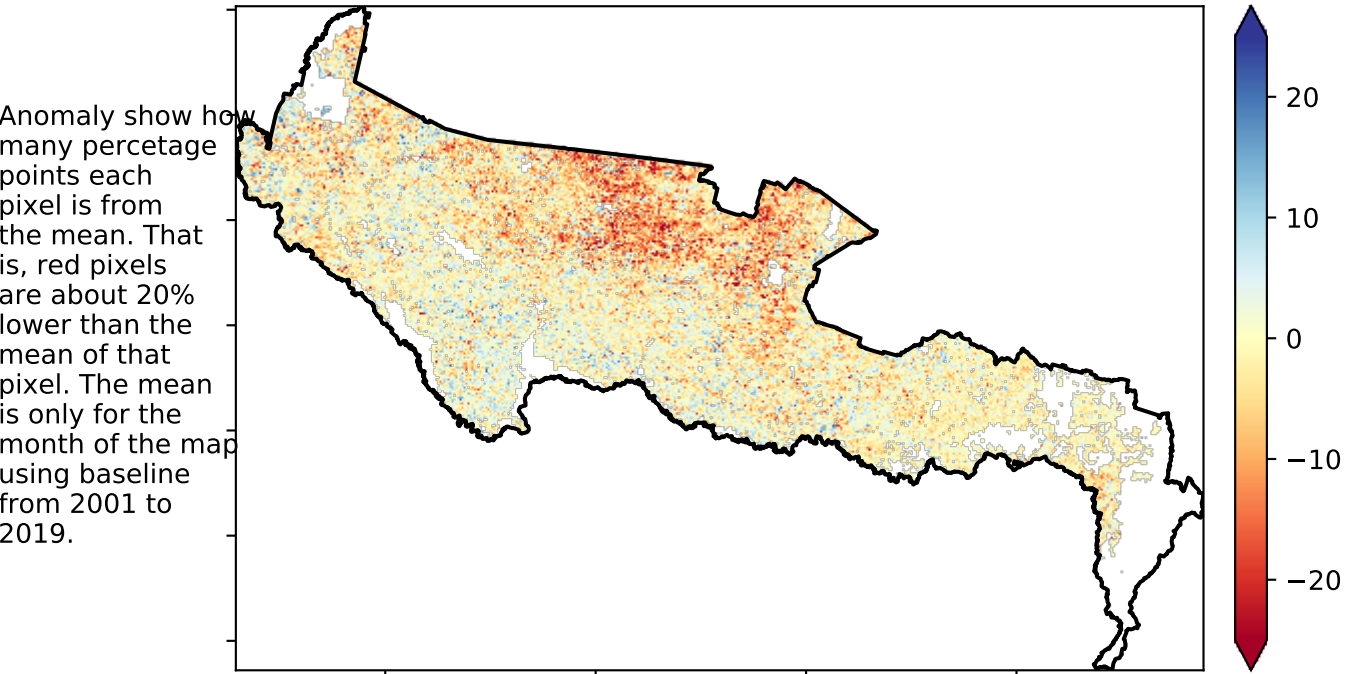 Anomaly show how
many percetage
points each
pixel is from
the mean. That
is, red pixels
are about 20%
lower than the
mean of that
pixel. The mean
is only for the
month of the map
using baseline
from 2001 to
2019.
20
10
0
−10
−20